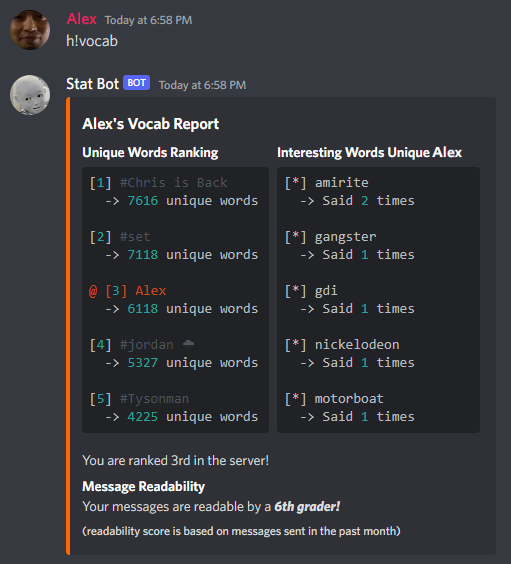 Alex Today at 6:58 PM
h!vocab
Stat Bot BOT Today at 6:58 PM
Alex's Vocab Report
Unique Words Ranking
[1] #Chris is Back
-> 7616 unique words
[2] #set
-> 7118 unique words
@ [3] Alex
-> 6118 unique words
[4] #jordan ☁
-> 5327 unique words
[5] #Tysonman
-> 4225 unique words
Interesting Words Unique Alex
[*] amirite
-> Said 2 times
[*] gangster
-> Said 1 times
[*] gdi
-> Said 1 times
[*] nickelodeon
-> Said 1 times
[*] motorboat
-> Said 1 times
You are ranked 3rd in the server!
Message Readability
Your messages are readable by a 6th grader!
(readability score is based on messages sent in the past month)